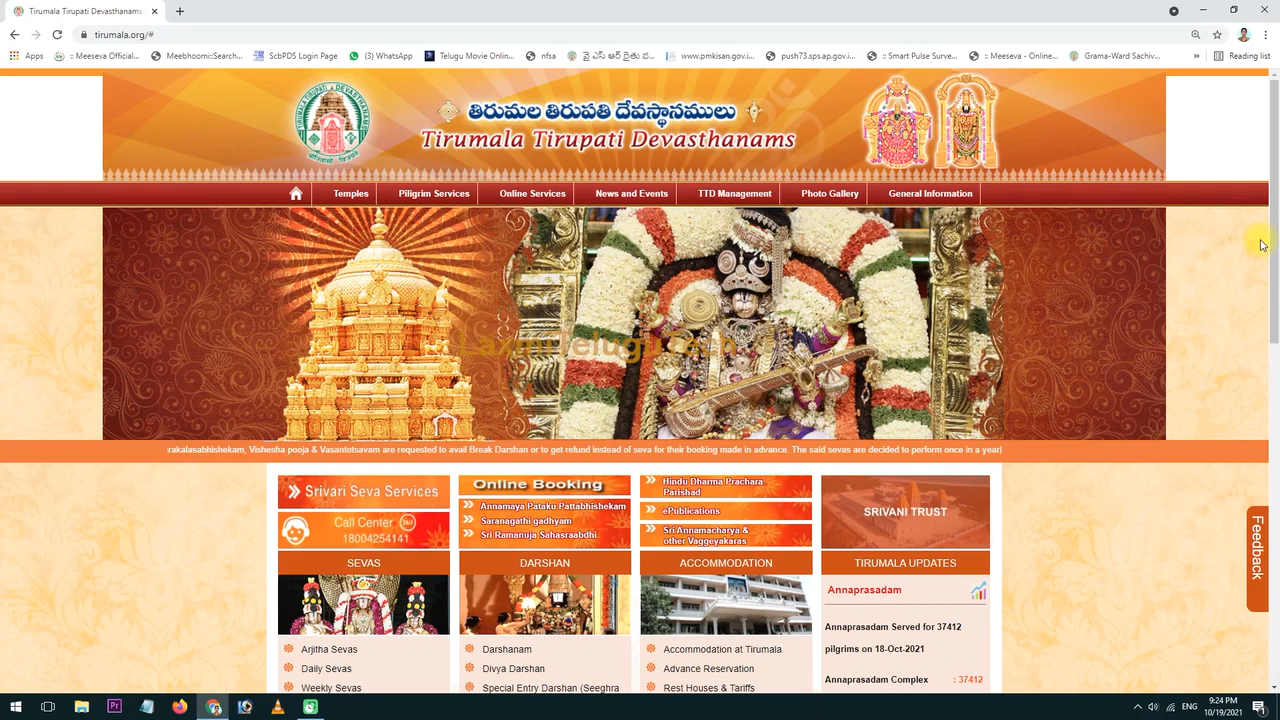 Tirumala Tirupati Devasthanams
tirumala.org/#
Apps
:: Meeseva Official...
Meebhoomi::Search...
ScbPDS Login Page
(3) WhatsApp
Telugu Movie Onlin...
nfsa
వై ఎస్ ఆర్ రైతు భ...
www.pmkisan.gov.i...
push73.sps.ap.gov.i...
:: Smart Pulse Surve...
:: Meeseva - Online...
Grama-Ward Sachiv...
Reading list
తిరుమల తిరుపతి దేవస్థానములు
Tirumala Tirupati Devasthanams
Temples
Piligrim Services
Online Services
News and Events
TTD Management
Photo Gallery
General Information
LaxmiTeluguTech
rakalasabhishekam, Vishesha pooja & Vasantotsavam are requested to avail Break Darshan or to get refund instead of seva for their booking made in advance. The said sevas are decided to perform once in a year|
Srivari Seva Services
Call Center
18004254141
Online Booking
Annamaya Pataku Pattabhishekam
Saranagathi gadhyam
Sri Ramanuja Sahasraabdhi
Hindu Dharma Prachara
Parishad
ePublications
Sri Annamacharya &
other Vaggeyakaras
SRIVANI TRUST
Feedback
SEVAS
DARSHAN
ACCOMMODATION
TIRUMALA UPDATES
Annaprasadam
Annaprasadam Served for 37412
pilgrims on 18-Oct-2021
Annaprasadam Complex : 37412
Arjitha Sevas
Daily Sevas
Weekly Sevas
Darshanam
Divya Darshan
Special Entry Darshan (Seeghra
Accommodation at Tirumala
Advance Reservation
Rest Houses & Tariffs
ENG
9:24 PM
10/19/2021